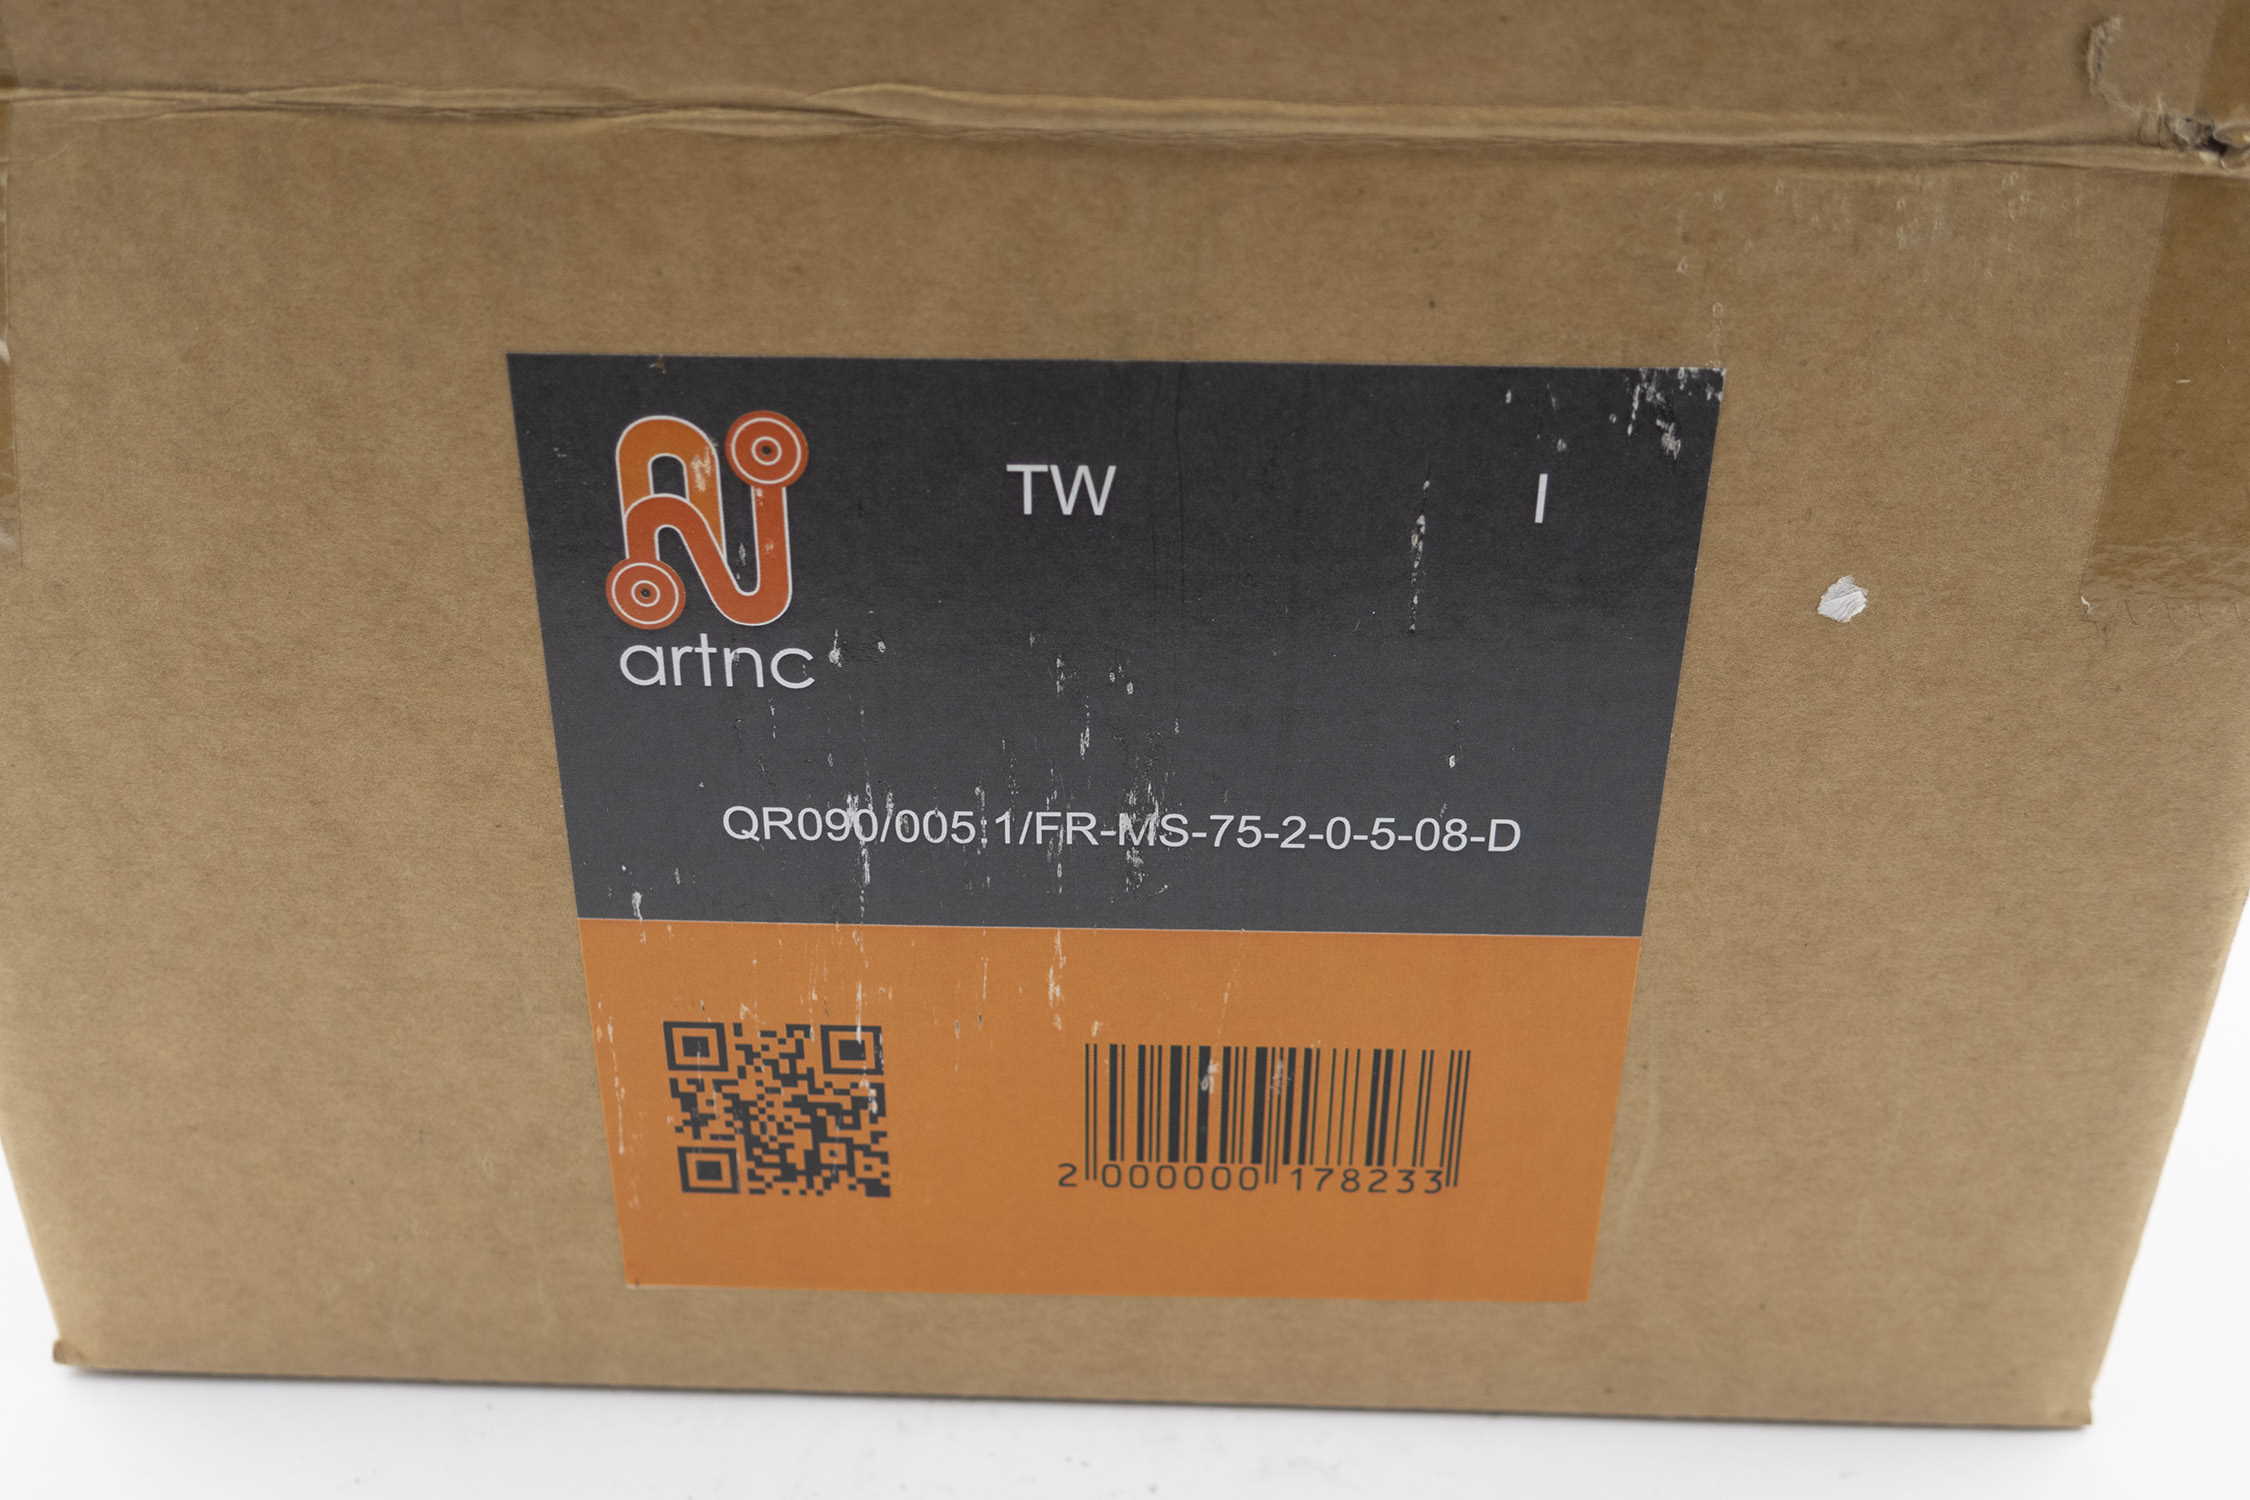 TW I
artnc
QR090/005:1/FR-MS-75-2-0-5-08-D
2 000000 178233